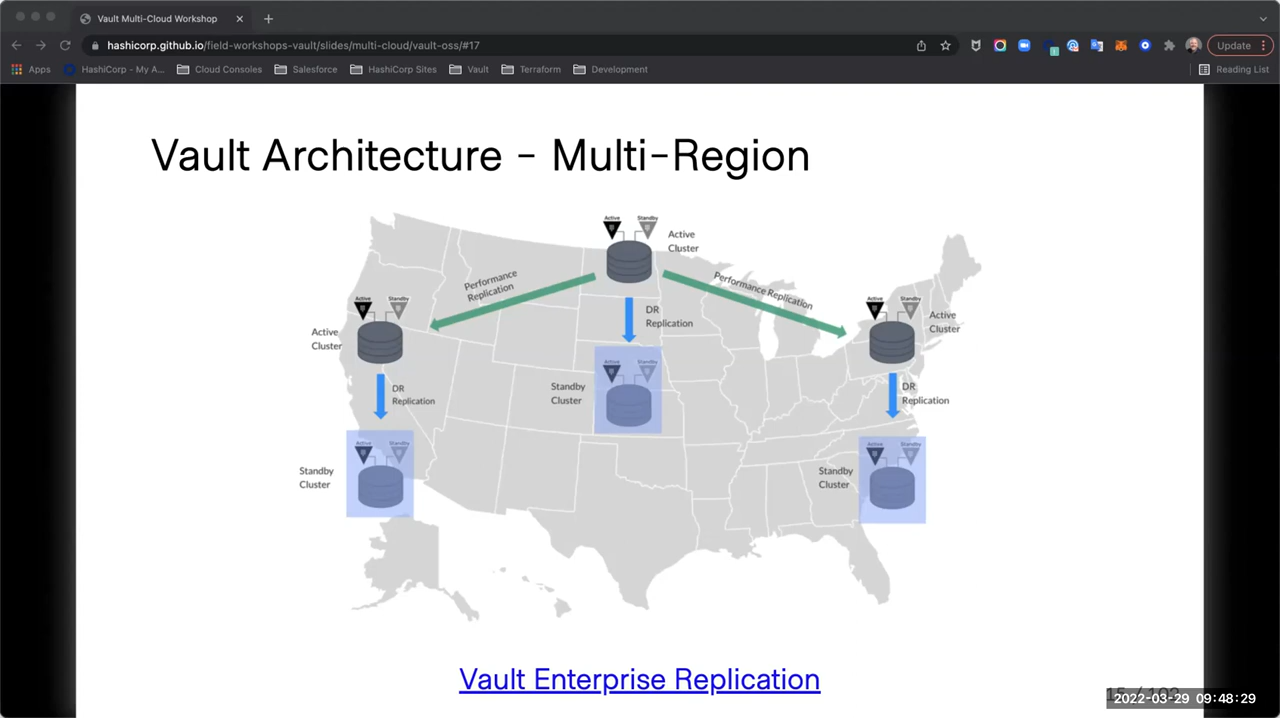 Vault Multi-Cloud Workshop
hashicorp.github.io/field-workshops-vault/slides/multi-cloud/vault-oss/#17
Update
Apps
HashiCorp - My A...
Cloud Consoles
Salesforce
HashiCorp Sites
Vault
Terraform
Development
Reading List
Vault Architecture - Multi-Region
Active
Standby
Active
Cluster
Performance
Replication
Performance Replication
DR
Replication
Active
Standby
Active
Cluster
Active
Standby
Active
Cluster
Active
Standby
Standby
Cluster
DR
Replication
DR
Replication
Active
Standby
Standby
Cluster
Active
Standby
Standby
Cluster
Vault Enterprise Replication
2022-03-29 09:48:29